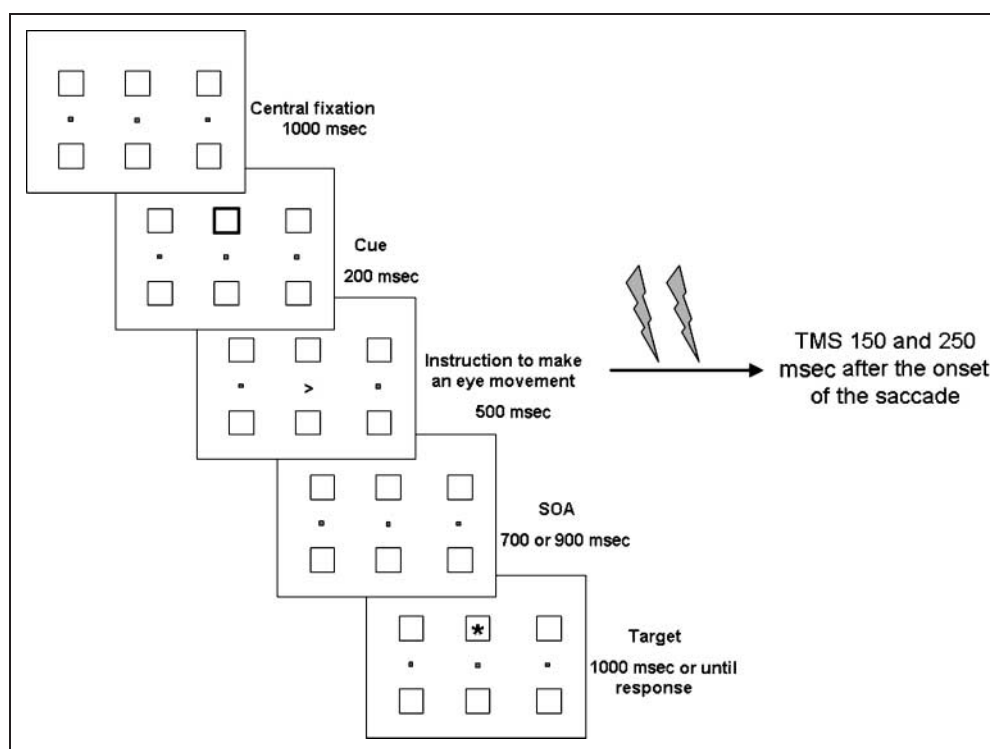 Central fixation
1000 msec
Cue
200 msec
>
Instruction to make
an eye movement
500 msec
TMS 150 and 250
msec after the onset
of the saccade
SOA
700 or 900 msec
*
Target
1000 msec or until
response